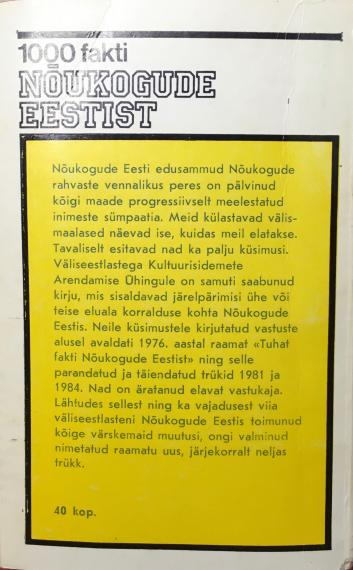 1000 fakti
NÕUKOGUDE
EESTIST
Nõukogude Eesti edusammud Nõukogude
rahvaste vennalikus peres on pälvinud
kõigi maade progressiivselt meelestatud
inimeste sümpaatia. Meid külastavad välis-
maalased näevad ise, kuidas meil elatakse.
Tavaliselt esitavad nad ka palju küsimusi.
Väliseestlastega Kultuurisidemete
Arendamise Ühingule on samuti saabunud
kirju, mis sisaldavad järelpärimisi ühe või
teise eluala korralduse kohta Nõukogude
Eestis. Neile küsimustele kirjutatud vastuste
alusel avaldati 1976. aastal raamat «Tuhat
fakti Nõukogude Eestist» ning selle
parandatud ja täiendatud trükid 1981 ja
1984. Nad on äratanud elavat vastukaja.
Lähtudes sellest ning ka vajadusest viia
väliseestlasteni Nõukogude Eestis toimunud
kõige värskemaid muutusi, ongi valminud
nimetatud raamatu uus, järjekorralt neljas
trükk.
40 kop.